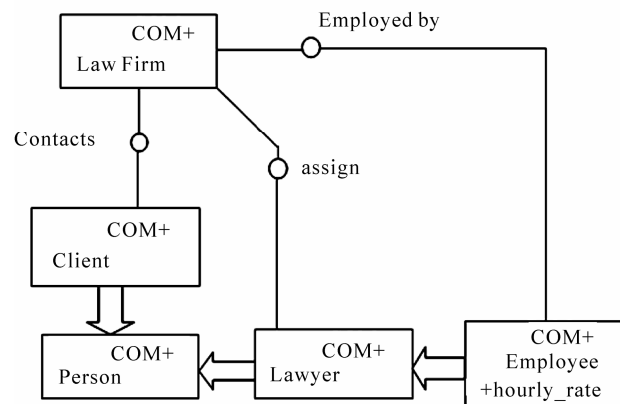 Employed by
COM+
Law Firm
Contacts
assign
COM+
Client
COM+
Person
COM+
Lawyer
COM+
Employee
+hourly_rate